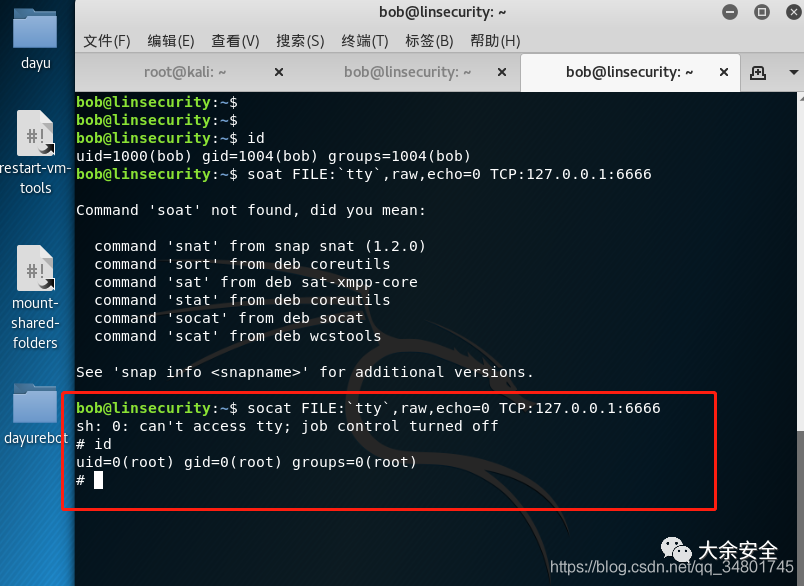 dayu
restart-vm-
tools
mount-
shared-
folders
dayurebot
bob@linsecurity: ~
文件(F) 编辑(E) 查看(V) 搜索(S) 终端(T) 标签(B) 帮助(H)
root@kali: ~ bob@linsecurity: ~ bob@linsecurity: ~
bob@linsecurity:~$
bob@linsecurity:~$
bob@linsecurity:~$ id
uid=1000(bob) gid=1004(bob) groups=1004(bob)
bob@linsecurity:~$ soat FILE:`tty`,raw,echo=0 TCP:127.0.0.1:6666
Command 'soat' not found, did you mean:
command 'snat' from snap snat (1.2.0)
command 'sort' from deb coreutils
command 'sat' from deb sat-xmpp-core
command 'stat' from deb coreutils
command 'socat' from deb socat
command 'scat' from deb wcstools
See 'snap info <snapname>' for additional versions.
bob@linsecurity:~$ socat FILE:`tty`,raw,echo=0 TCP:127.0.0.1:6666
sh: 0: can't access tty; job control turned off
# id
uid=0(root) gid=0(root) groups=0(root)
#
大余安全
https://blog.csdn.net/qq_34801745